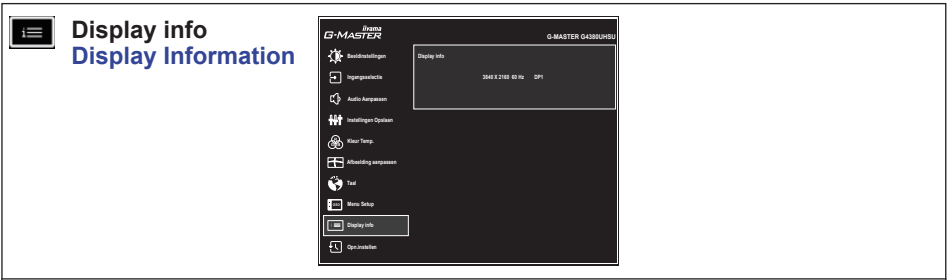 Display info
Display Information
iiyama
G-MASTER
G-MASTER G4380UHSU
Beeldinstellingen
Display info
Ingangsselectie
3840 X 2160 60 Hz DP1
Audio Aanpassen
Instellingen Opslaan
Kleur Temp.
Afbeelding aanpassen
Taal
Menu Setup
Display info
Opn.instellen